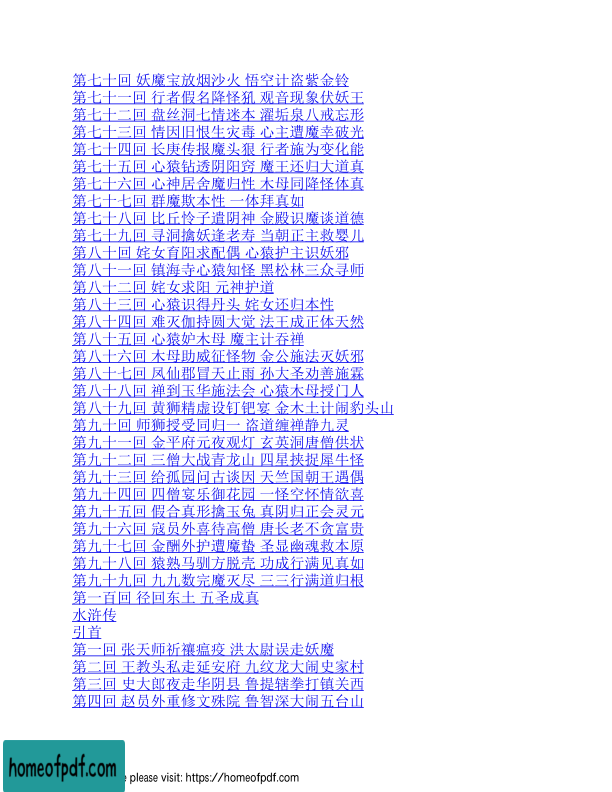 第七十回 妖魔宝放烟沙火 悟空计盗紫金铃
第七十一回 行者假名降怪犼 观音现象伏妖王
第七十二回 盘丝洞七情迷本 濯垢泉八戒忘形
第七十三回 情因旧恨生灾毒 心主遭魔幸破光
第七十四回 长庚传报魔头狠 行者施为变化能
第七十五回 心猿钻透阴阳窍 魔王还归大道真
第七十六回 心神居舍魔归性 木母同降怪体真
第七十七回 群魔欺本性 一体拜真如
第七十八回 比丘怜子遣阴神 金殿识魔谈道德
第七十九回 寻洞擒妖逢老寿 当朝正主救婴儿
第八十回 姹女育阳求配偶 心猿护主识妖邪
第八十一回 镇海寺心猿知怪 黑松林三众寻师
第八十二回 姹女求阳 元神护道
第八十三回 心猿识得丹头 姹女还归本性
第八十四回 难灭伽持圆大觉 法王成正体天然
第八十五回 心猿妒木母 魔主计吞禅
第八十六回 木母助威征怪物 金公施法灭妖邪
第八十七回 凤仙郡冒天止雨 孙大圣劝善施霖
第八十八回 禅到玉华施法会 心猿木母授门人
第八十九回 黄狮精虚设钉钯宴 金木土计闹豹头山
第九十回 师狮授受同归一 盗道缠禅静九灵
第九十一回 金平府元夜观灯 玄英洞唐僧供状
第九十二回 三僧大战青龙山 四星挟捉犀牛怪
第九十三回 给孤园问古谈因 天竺国朝王遇偶
第九十四回 四僧宴乐御花园 一怪空怀情欲喜
第九十五回 假合真形擒玉兔 真阴归正会灵元
第九十六回 寇员外喜待高僧 唐长老不贪富贵
第九十七回 金酬外护遭魔蛰 圣显幽魂救本原
第九十八回 猿熟马驯方脱壳 功成行满见真如
第九十九回 九九数完魔灭尽 三三行满道归根
第一百回 径回东土 五圣成真
水浒传
引首
第一回 张天师祈禳瘟疫 洪太尉误走妖魔
第二回 王教头私走延安府 九纹龙大闹史家村
第三回 史大郎夜走华阴县 鲁提辖拳打镇关西
第四回 赵员外重修文殊院 鲁智深大闹五台山
homeofpdf.com
e please visit: https://homeofpdf.com